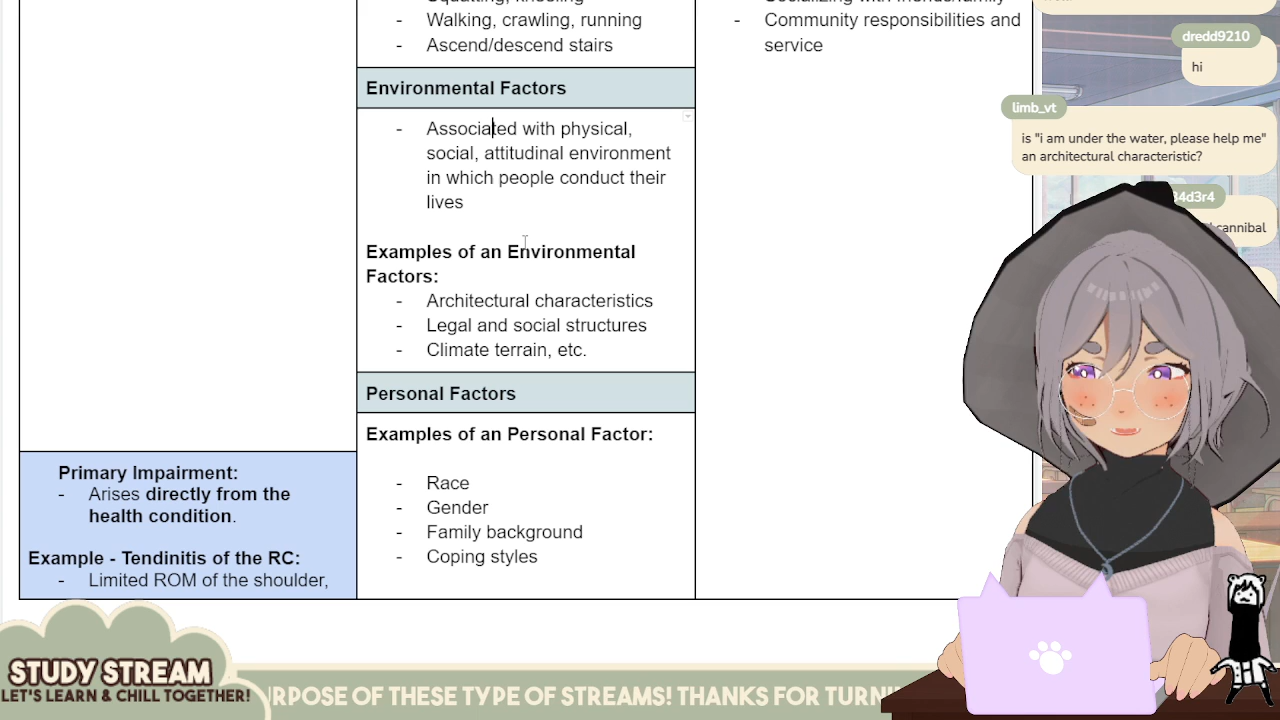 Walking, crawling, running
- Ascend/descend stairs
Environmental Factors
- Associated with physical,
social, attitudinal environment
in which people conduct their
lives
Examples of an Environmental
Factors:
- Architectural characteristics
- Legal and social structures
- Climate terrain, etc.
Personal Factors
Examples of an Personal Factor:
- Race
- Gender
- Family background
- Coping styles
Primary Impairment:
- Arises directly from the
health condition.
Example - Tendinitis of the RC:
- Limited ROM of the shoulder,
- Community responsibilities and
service
dredd9210
hi
limb_vt
is "i am under the water, please help me"
an architectural characteristic?
34d3r4
cannibal
STUDY STREAM
LET'S LEARN & CHILL TOGETHER!
URPOSE OF THESE TYPE OF STREAMS! THANKS FOR TURNI